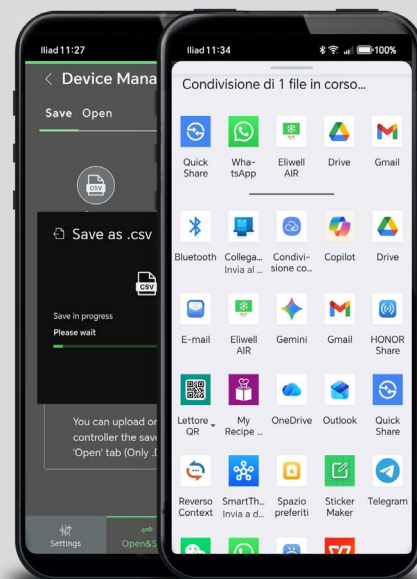 Iliad 11:27
< Device Mana
Save Open
CSV
Save as .csv
CSV
Save in progress
Please wait
You can upload or
controller the save
'Open' tab (Only .D
Settings
Open&S
Iliad 11:34
100%
Condivisione di 1 file in corso...
Quick
Share
Wha-
tsApp
Eliwell
AIR
Drive
Gmail
Bluetooth
Collega...
Invia al ...
Condivi-
sione co...
Copilot
Drive
E-mail
Eliwell
AIR
Gemini
Gmail
HONOR
Share
Lettore
QR
My
Recipe ...
OneDrive
Outlook
Quick
Share
Reverso
Context
SmartTh...
Invia a d...
Spazio
preferiti
Sticker
Maker
Telegram